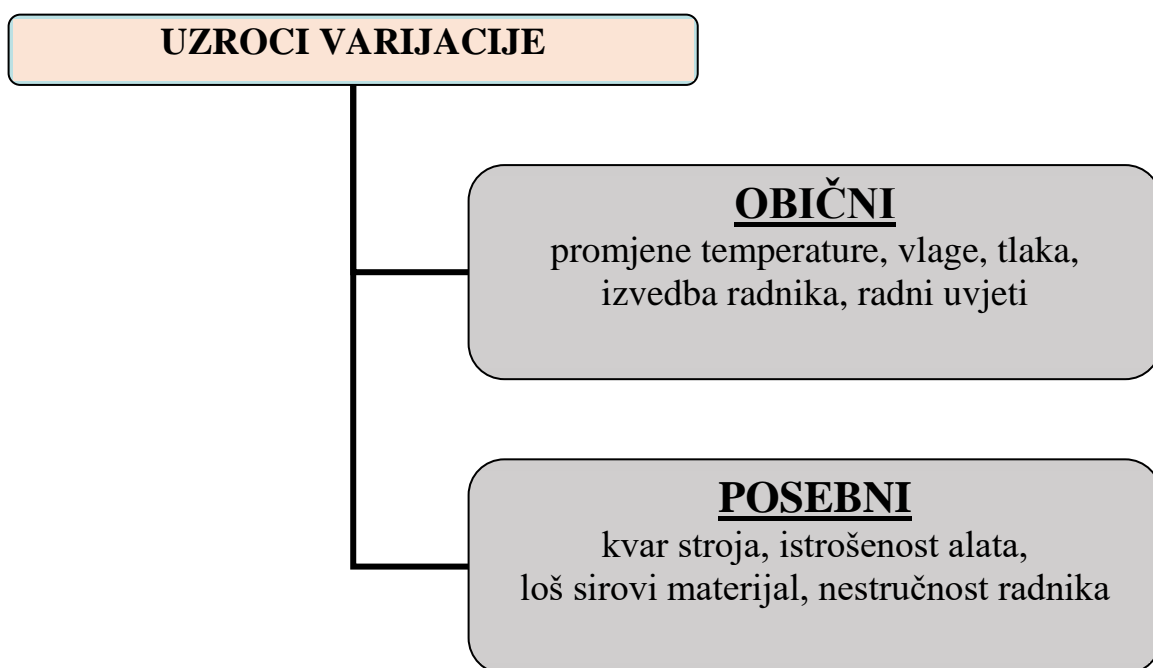 UZROCI VARIJACIJE
OBIČNI
promjene temperature, vlage, tlaka,
izvedba radnika, radni uvjeti
POSEBNI
kvar stroja, istrošenost alata,
loš sirovi materijal, nestručnost radnika